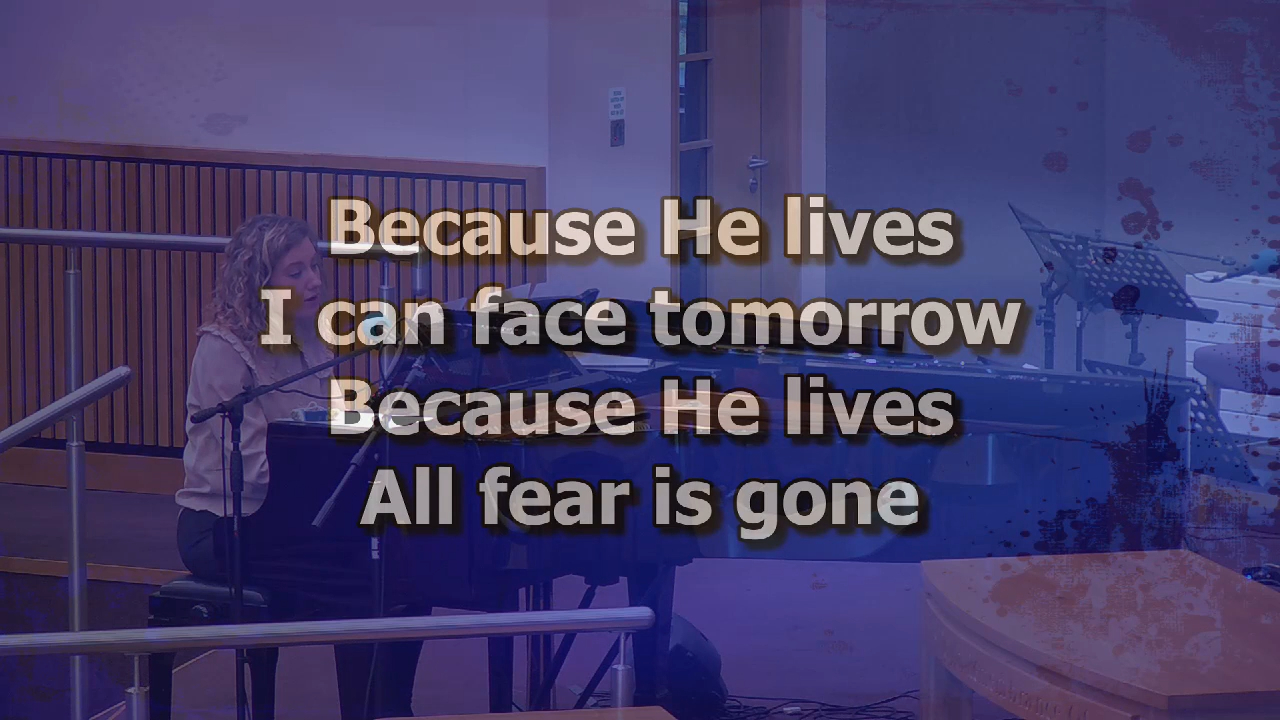 Because He lives
I can face tomorrow
Because He lives
All fear is gone